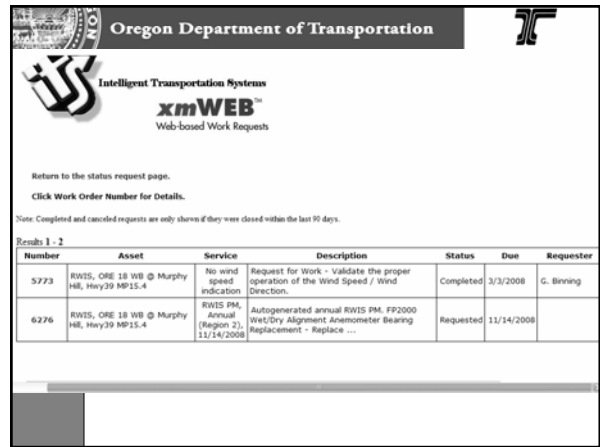 Oregon Department of Transportation
Intelligent Transportation Systems
xmWEB™
Web-based Work Requests
Return to the status request page.
Click Work Order Number for Details.
Note: Completed and canceled requests are only shown if they were closed within the last 90 days.
Results 1 - 2
Number Asset Service Description Status Due Requester
5773 RWIS, ORE 18 WB @ Murphy Hill, Hwy39 MP15.4 No wind speed indication Request for Work - Validate the proper operation of the Wind Speed / Wind Direction. Completed 3/3/2008 G. Binning
6276 RWIS, ORE 18 WB @ Murphy Hill, Hwy39 MP15.4 RWIS PM, Annual (Region 2), 11/14/2008 Autogenerated annual RWIS PM. FP2000 Wet/Dry Alignment Anemometer Bearing Replacement - Replace ... Requested 11/14/2008